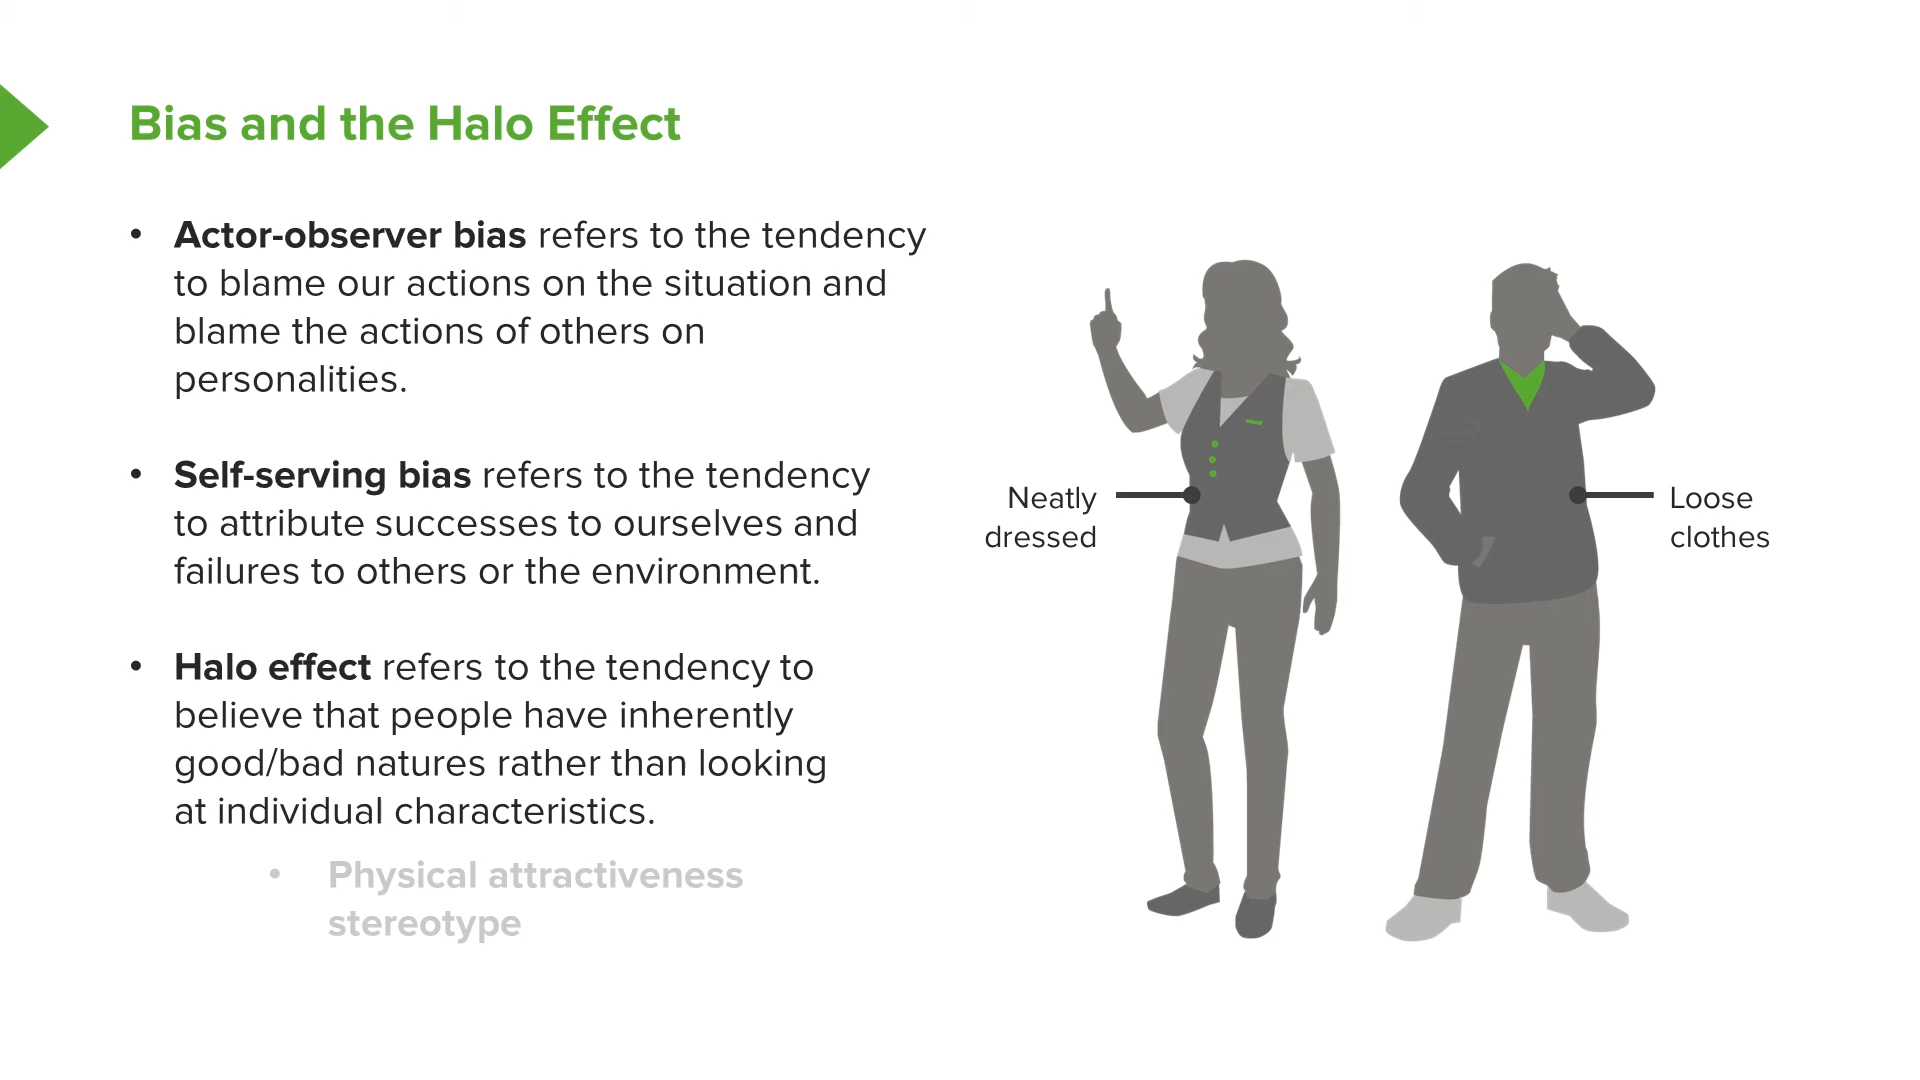 Bias and the Halo Effect
• Actor-observer bias refers to the tendency
to blame our actions on the situation and
blame the actions of others on
personalities.
• Self-serving bias refers to the tendency
to attribute successes to ourselves and
failures to others or the environment.
• Halo effect refers to the tendency to
believe that people have inherently
good/bad natures rather than looking
at individual characteristics.
• Physical attractiveness
stereotype
Neatly
dressed
Loose
clothes